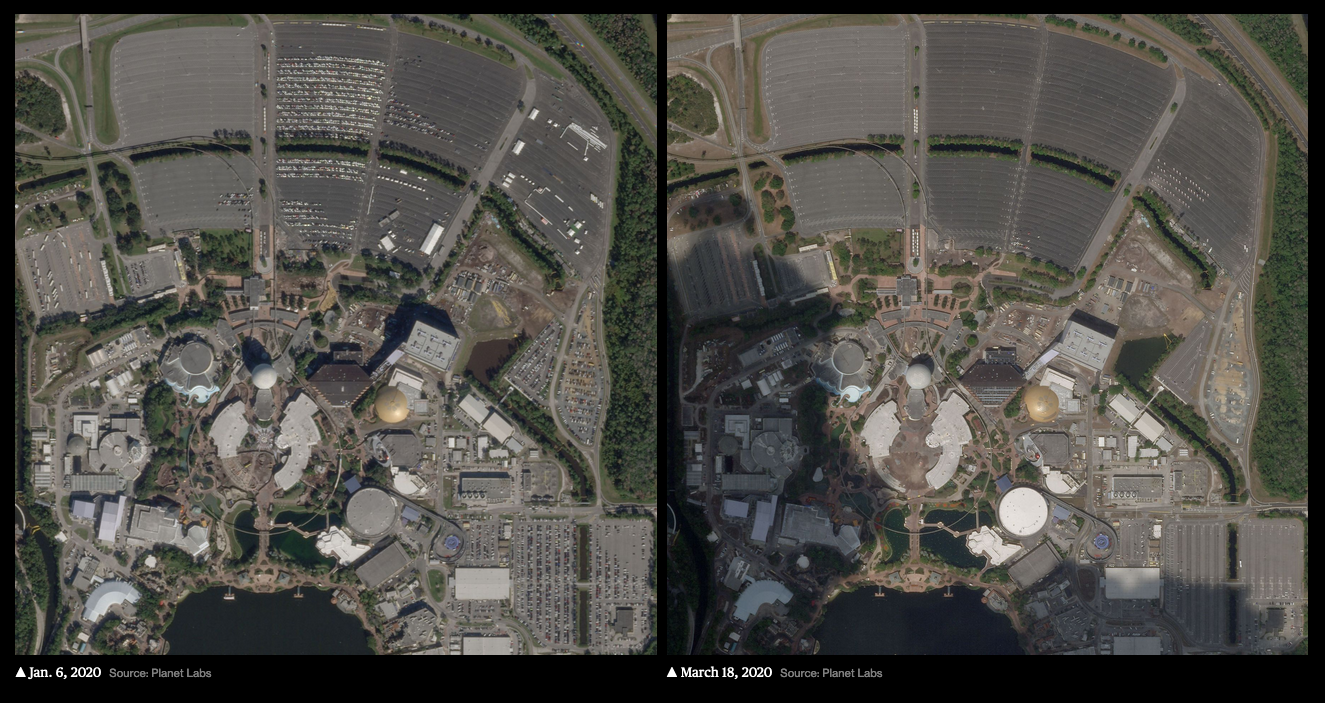 ▲ Jan. 6, 2020 Source: Planet Labs
▲ March 18, 2020 Source: Planet Labs